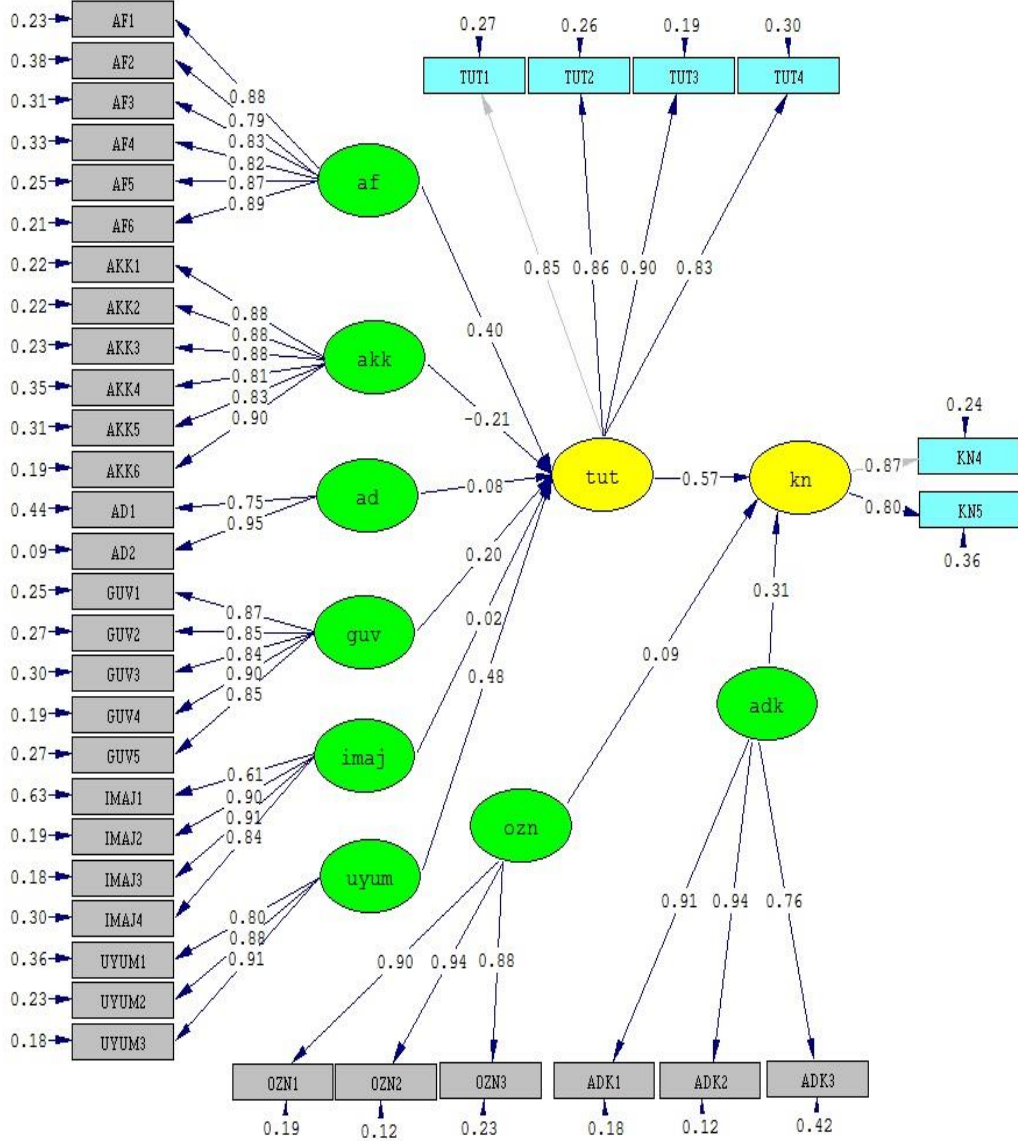 0.23 AF1
0.38 AF2
0.31 AF3
0.33 AF4
0.25 AF5
0.21 AF6
0.22 AKK1
0.22 AKK2
0.23 AKK3
0.35 AKK4
0.31 AKK5
0.19 AKK6
0.44 AD1
0.09 AD2
0.25 GUV1
0.27 GUV2
0.30 GUV3
0.19 GUV4
0.27 GUV5
0.63 IMAJ1
0.19 IMAJ2
0.18 IMAJ3
0.30 IMAJ4
0.36 UYUM1
0.23 UYUM2
0.18 UYUM3
0.88
0.79
0.83
0.82
0.87
0.89
0.88
0.88
0.88
0.81
0.83
0.90
0.75
0.95
0.87
0.85
0.84
0.90
0.85
0.61
0.90
0.91
0.84
0.80
0.88
0.91
af
akk
ad
guv
imaj
uyum
0.40
-0.21
0.08
0.20
0.02
0.48
0.27 0.26 0.19 0.30
TUT1 TUT2 TUT3 TUT4
0.85 0.86 0.90 0.83
tut
0.57
kn
0.87
0.80
0.24
KN4
KN5
0.36
0.09
0.31
ozn
adk
0.90 0.94 0.88
0.91 0.94 0.76
OZN1 OZN2 OZN3 ADK1 ADK2 ADK3
0.19 0.12 0.23 0.18 0.12 0.42